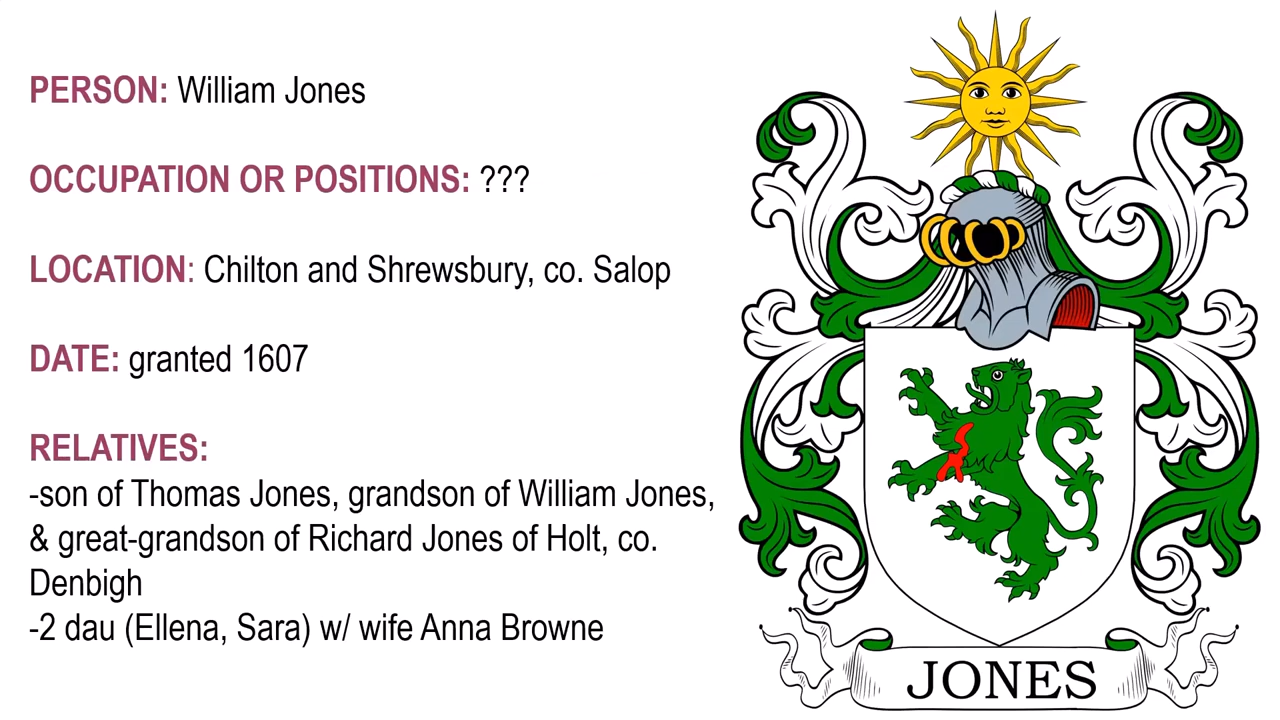 PERSON: William Jones
OCCUPATION OR POSITIONS: ???
LOCATION: Chilton and Shrewsbury, co. Salop
DATE: granted 1607
RELATIVES:
-son of Thomas Jones, grandson of William Jones,
& great-grandson of Richard Jones of Holt, co.
Denbigh
-2 dau (Ellena, Sara) w/ wife Anna Browne
JONES